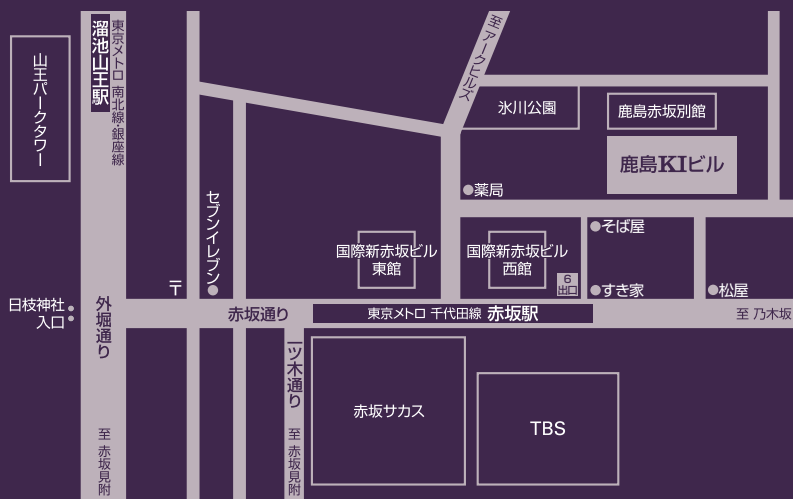 山王パークタワー
溜池山王駅
東京メトロ 南北線・銀座線
至 アークヒルズ
氷川公園
鹿島赤坂別館
鹿島KIビル
薬局
セブンイレブン
国際新赤坂ビル
東館
国際新赤坂ビル
西館
そば屋
6
出口
すき家
松屋
〒
日枝神社
入口
外堀通り
赤坂通り
東京メトロ 千代田線 赤坂駅
至 乃木坂
一ツ木通り
赤坂サカス
TBS
至 赤坂見附
至 赤坂見附